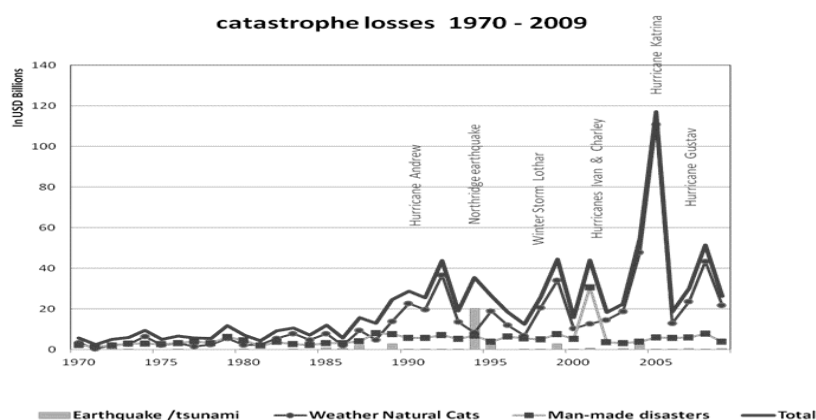 catastrophe losses 1970 - 2009
In USD Billions
140
120
100
80
60
40
20
0
Hurricane Andrew
Northridge earthquake
Winter Storm Lothar
Hurricanes Ivan & Charley
Hurricane Katrina
Hurricane Gustav
1970 1975 1980 1985 1990 1995 2000 2005
Earthquake /tsunami Weather Natural Cats Man-made disasters Total